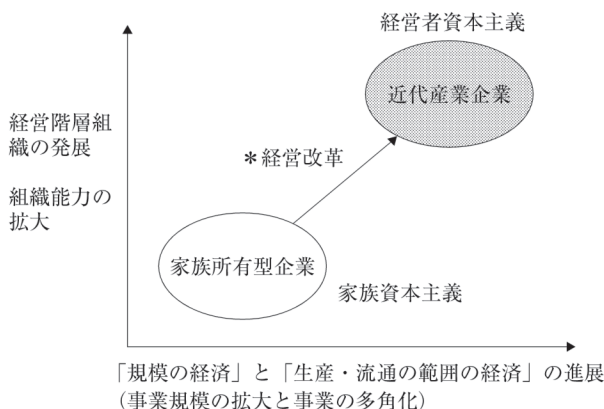 経営者資本主義
近代産業企業
経営階層組
織の発展
*経営改革
組織能力の
拡大
家族所有型企業
家族資本主義
「規模の経済」と「生産・流通の範囲の経済」の進展
(事業規模の拡大と事業の多角化)